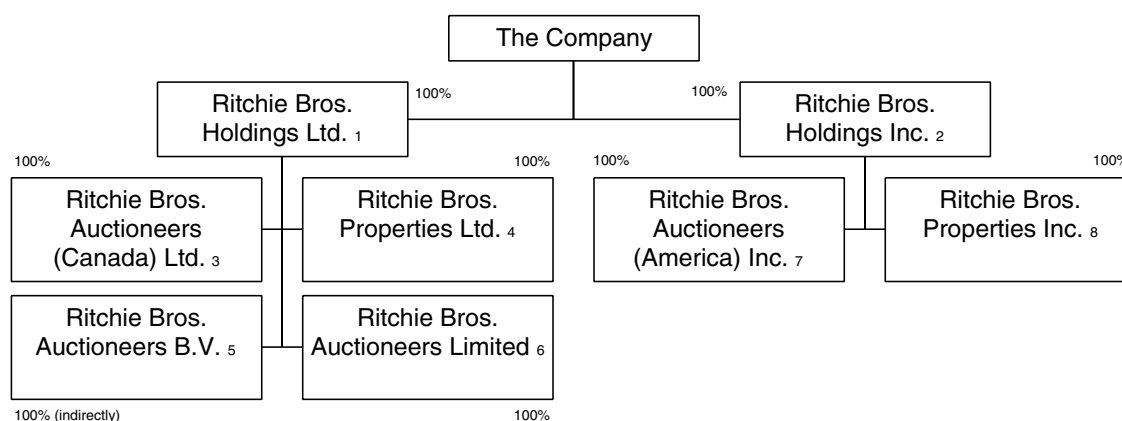 The Company
100%
100%
Ritchie Bros.
Holdings Ltd. 1
Ritchie Bros.
Holdings Inc. 2
100%
100%
100%
100%
Ritchie Bros.
Auctioneers
(Canada) Ltd. 3
Ritchie Bros.
Properties Ltd. 4
Ritchie Bros.
Auctioneers
(America) Inc. 7
Ritchie Bros.
Properties Inc. 8
Ritchie Bros.
Auctioneers B.V. 5
Ritchie Bros.
Auctioneers Limited 6
100% (indirectly)
100%